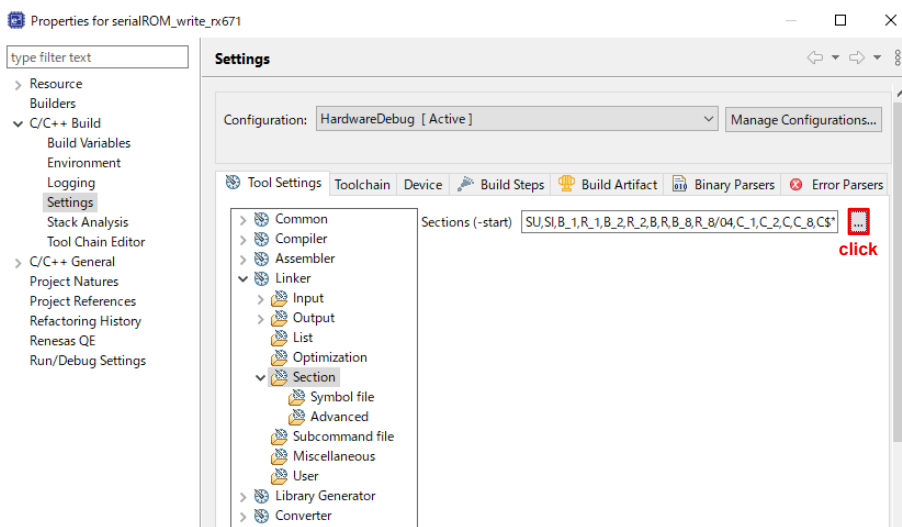 Properties for serialROM_write_rx671
type filter text
Resource
Builders
C/C++ Build
Build Variables
Environment
Logging
Settings
Stack Analysis
Tool Chain Editor
C/C++ General
Project Natures
Project References
Refactoring History
Renesas QE
Run/Debug Settings
Settings
Configuration: HardwareDebug [ Active ] Manage Configurations...
Tool Settings Toolchain Device Build Steps Build Artifact Binary Parsers Error Parsers
Common
Compiler
Assembler
Linker
Input
Output
List
Optimization
Section
Symbol file
Advanced
Subcommand file
Miscellaneous
User
Library Generator
Converter
Sections (-start) SU,SI,B_1,R_1,B_2,R_2,B,R,B_8,R_8/04,C_1,C_2,C,C_8,C$* ...
click